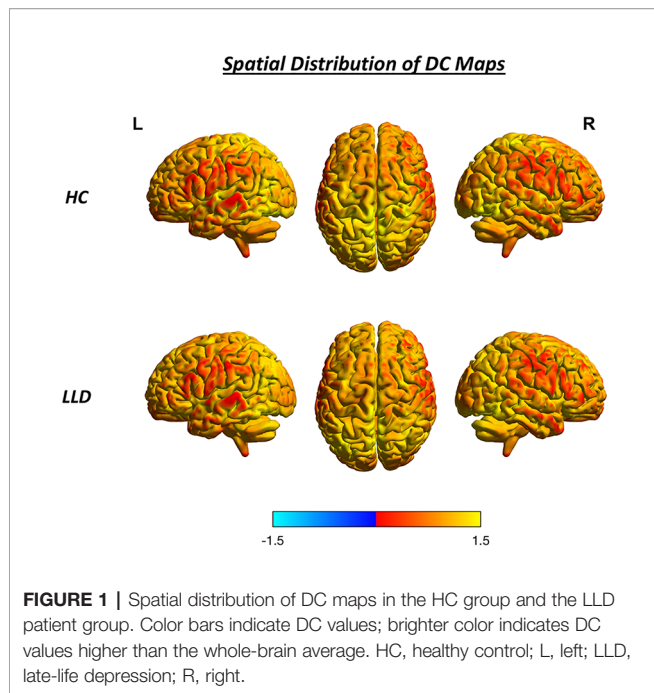 Spatial Distribution of DC Maps
L R
HC
LLD
-1.5 1.5
FIGURE 1 | Spatial distribution of DC maps in the HC group and the LLD
patient group. Color bars indicate DC values; brighter color indicates DC
values higher than the whole-brain average. HC, healthy control; L, left; LLD,
late-life depression; R, right.